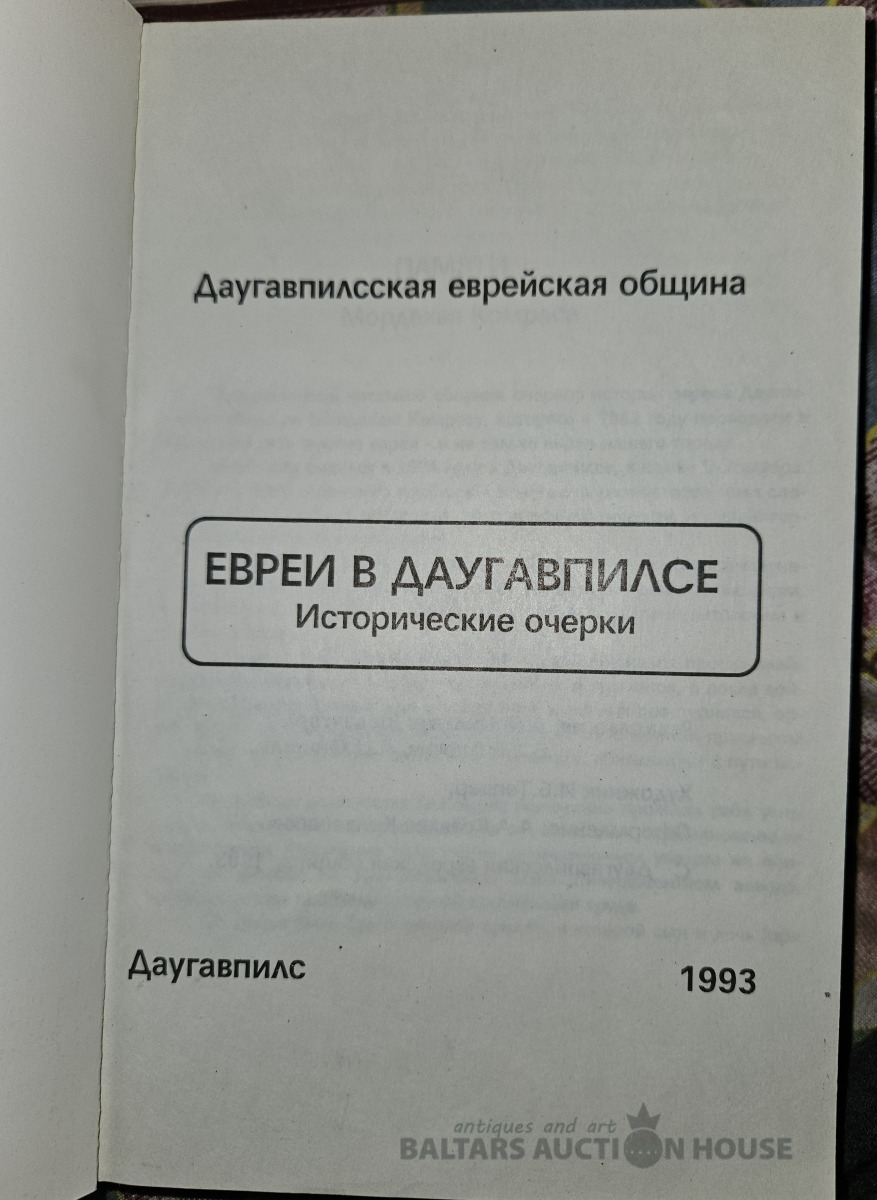 Даугавпилсская еврейская община
ЕВРЕИ В ДАУГАВПИЛСЕ
Исторические очерки
Даугавпилс 1993
antiques and art
BALTARS AUCTION HOUSE